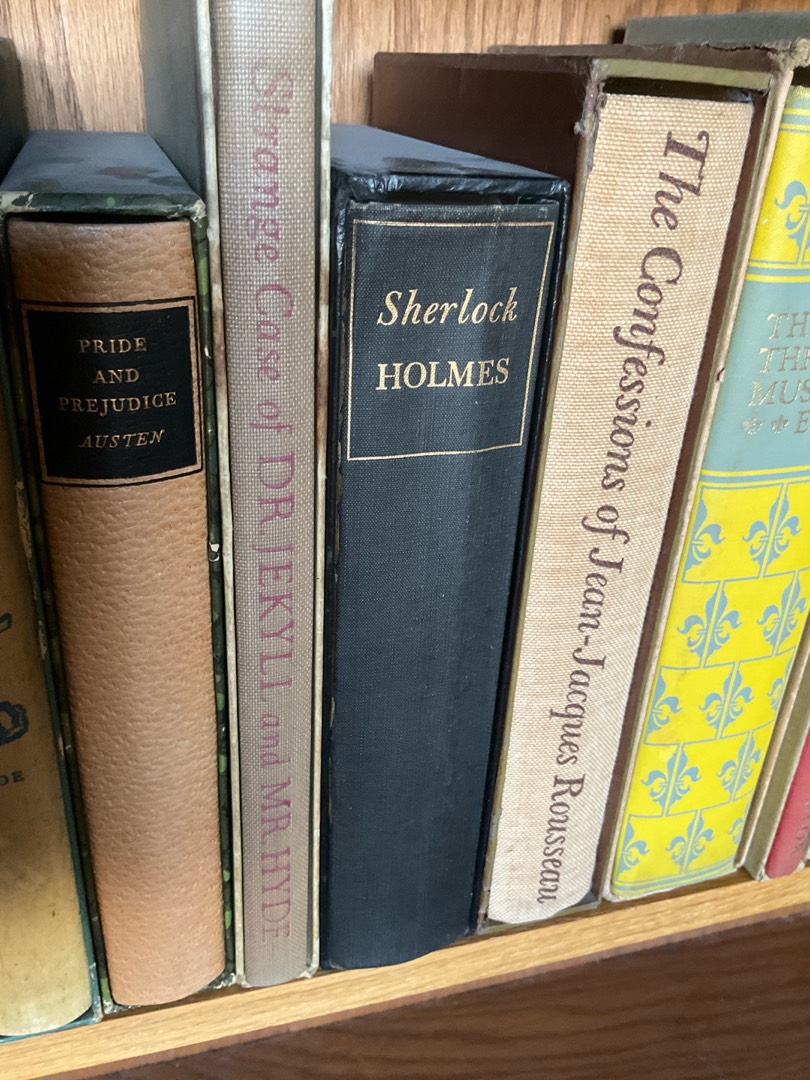 PRIDE
AND
PREJUDICE
AUSTEN
Strange Case of DR JEKYLL and MR HYDE
Sherlock
HOLMES
The Confessions of Jean-Jacques Rousseau